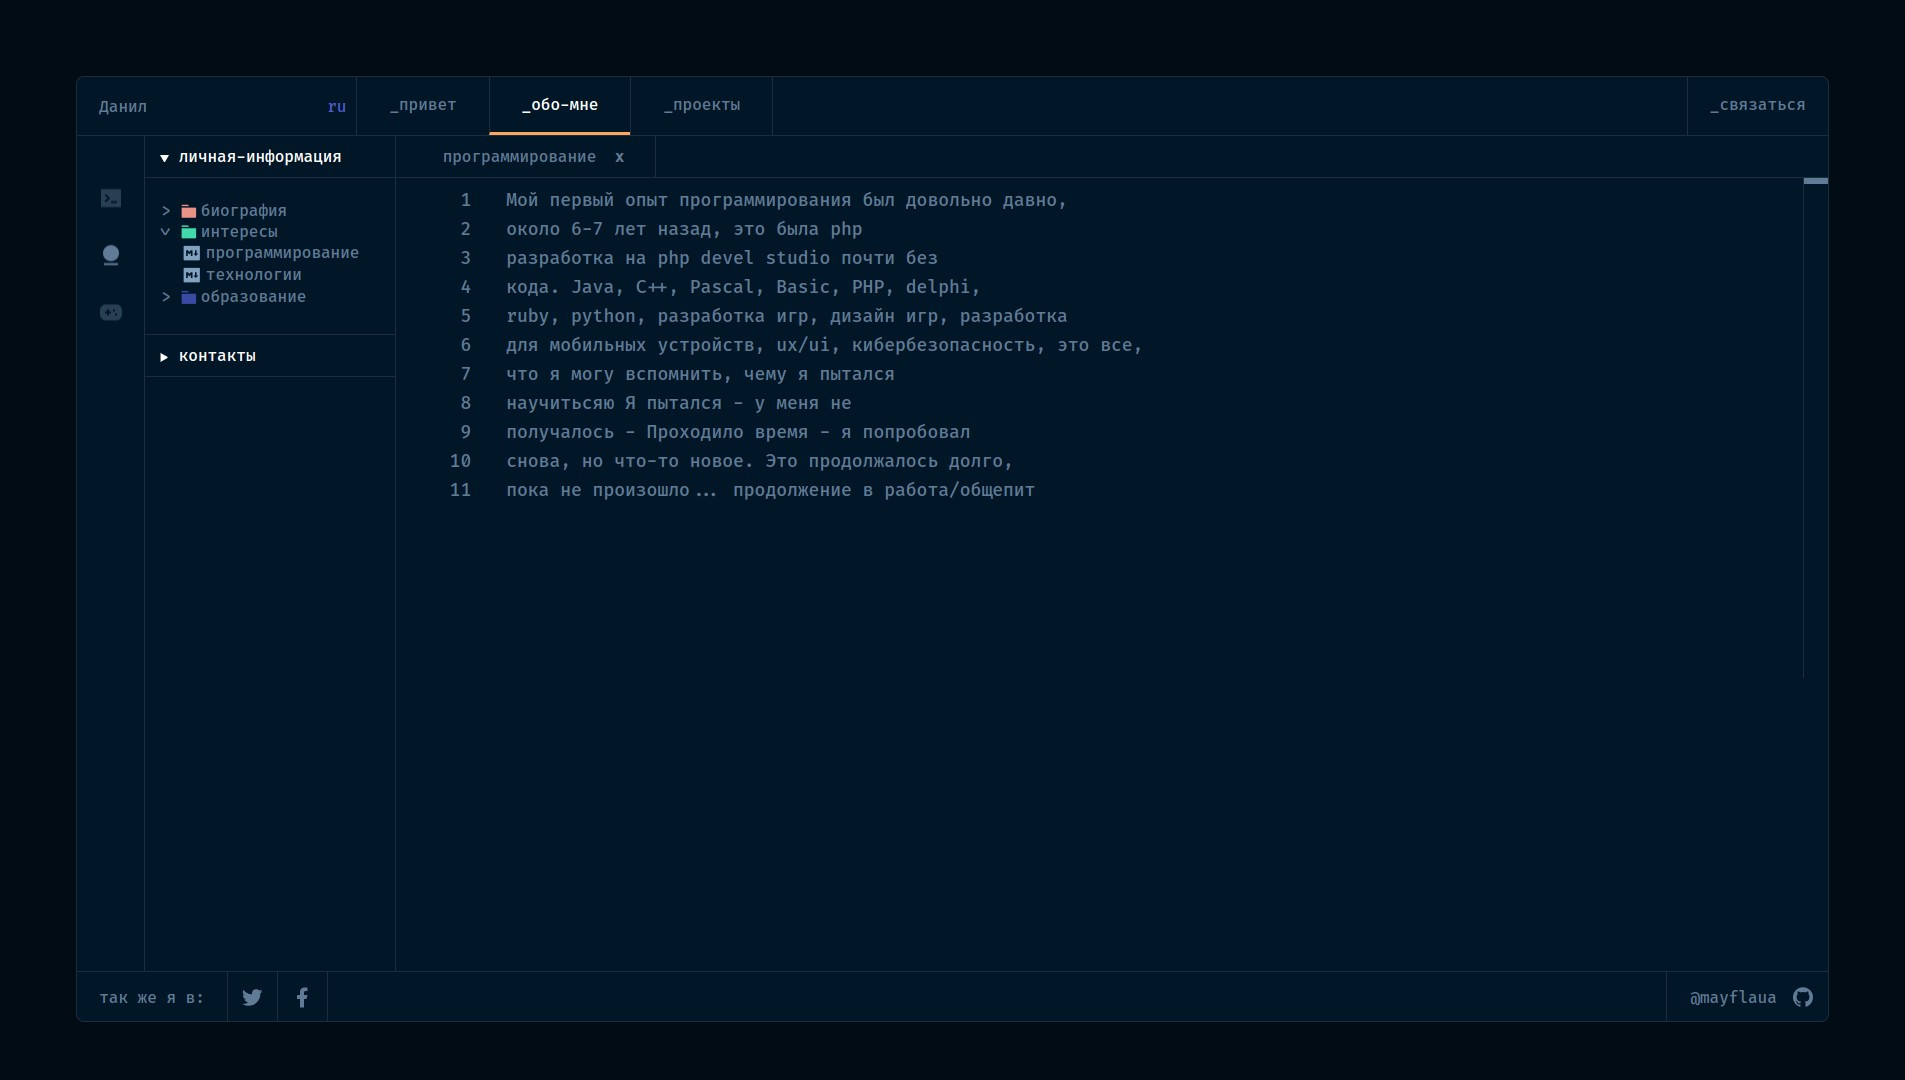 Данил
ru
_привет
_обо-мне
_проекты
_связаться
личная-информация
программирование x
> биография
интересы
программирование
технологии
> образование
контакты
1 Мой первый опыт программирования был довольно давно,
2 около 6-7 лет назад, это была php
3 разработка на php devel studio почти без
4 кода. Java, C++, Pascal, Basic, PHP, delphi,
5 ruby, python, разработка игр, дизайн игр, разработка
6 для мобильных устройств, ux/ui, кибербезопасность, это все,
7 что я могу вспомнить, чему я пытался
8 научитьсяю Я пытался - у меня не
9 получалось - Проходило время - я попробовал
10 снова, но что-то новое. Это продолжалось долго,
11 пока не произошло... продолжение в работа/общепит
так же я в:
@mayflaua